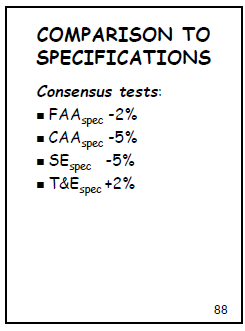 COMPARISON TO
SPECIFICATIONS
Consensus tests:
▪ FAAspec -2%
▪ CAAspec -5%
▪ SEspec -5%
▪ T&Espec +2%
88